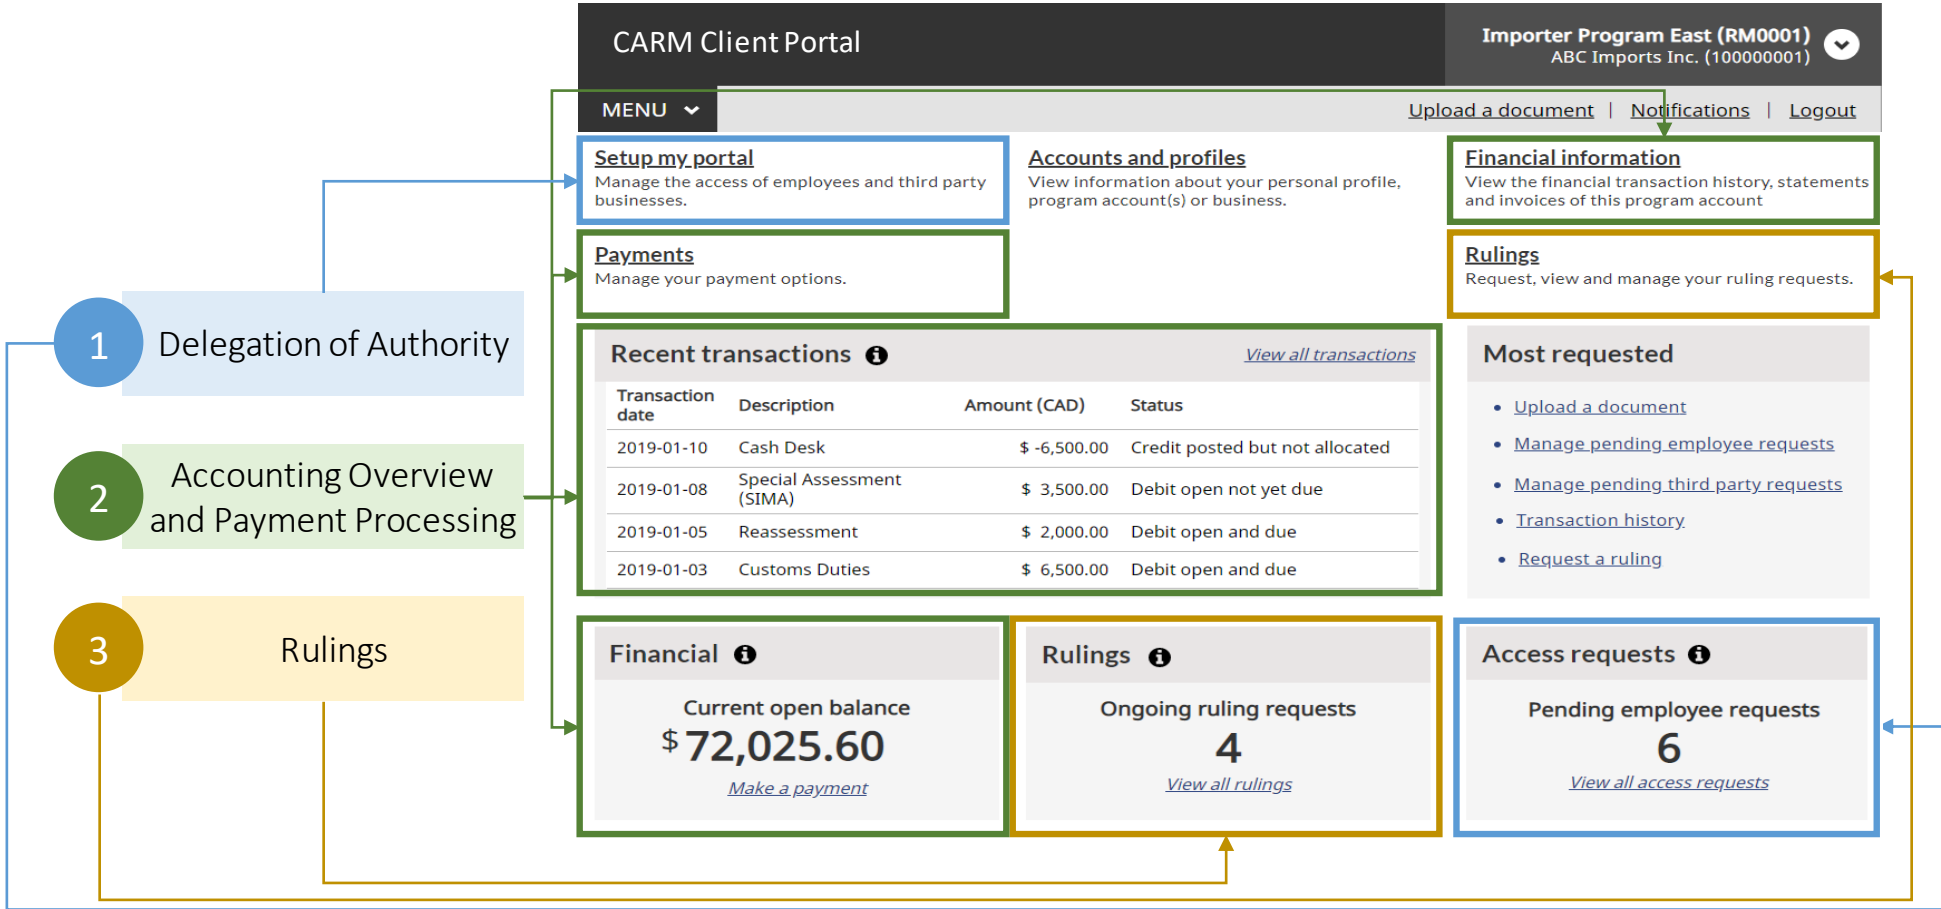 CARM Client Portal
Importer Program East (RM0001)
ABC Imports Inc. (100000001)
MENU
Upload a document | Notifications | Logout
Setup my portal
Manage the access of employees and third party
businesses.
Accounts and profiles
View information about your personal profile,
program account(s) or business.
Financial information
View the financial transaction history, statements
and invoices of this program account
Payments
Manage your payment options.
Rulings
Request, view and manage your ruling requests.
1 Delegation of Authority
2 Accounting Overview
and Payment Processing
3 Rulings
Recent transactions
View all transactions
Transaction
date
Description
Amount (CAD)
Status
2019-01-10 Cash Desk $ -6,500.00 Credit posted but not allocated
2019-01-08 Special Assessment
(SIMA) $ 3,500.00 Debit open not yet due
2019-01-05 Reassessment $ 2,000.00 Debit open and due
2019-01-03 Customs Duties $ 6,500.00 Debit open and due
Most requested
• Upload a document
• Manage pending employee requests
• Manage pending third party requests
• Transaction history
• Request a ruling
Financial
Current open balance
$ 72,025.60
Make a payment
Rulings
Ongoing ruling requests
4
View all rulings
Access requests
Pending employee requests
6
View all access requests